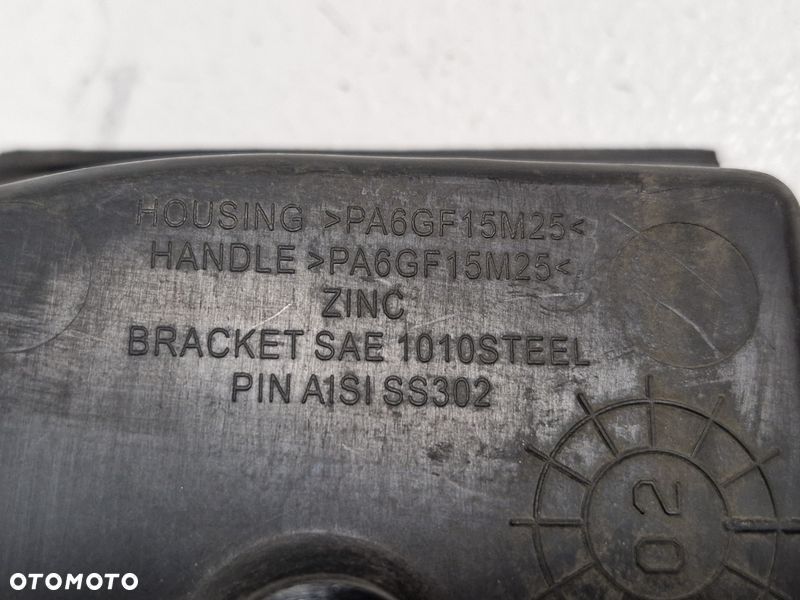 HOUSING >PA6GF15M25<
HANDLE >PA6GF15M25<
ZINC
BRACKET SAE 1010STEEL
PIN A1SI SS302
02
OTOMOTO